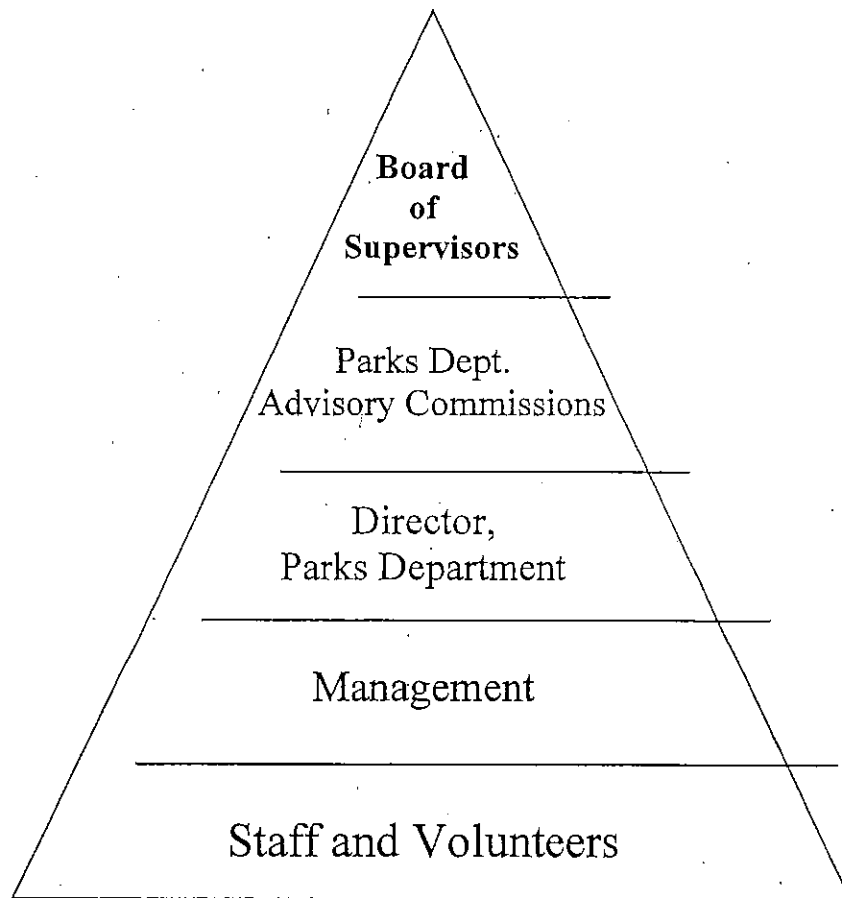 Board
of
Supervisors
Parks Dept.
Advisory Commissions
Director,
Parks Department
Management
Staff and Volunteers